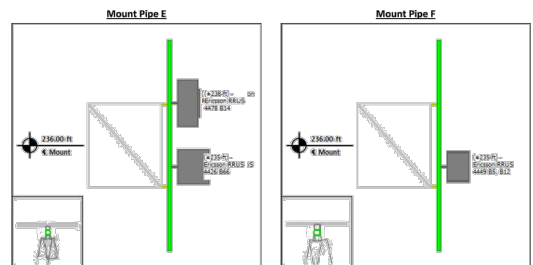 Mount Pipe E
Mount Pipe F
(±238-ft) –
Ericsson RRUS
4478 B14
236.00-ft
Mount
(±235-ft) –
Ericsson RRUS
4426 B66
236.00-ft
Mount
(±235-ft) –
Ericsson RRUS
4449 B5, B12